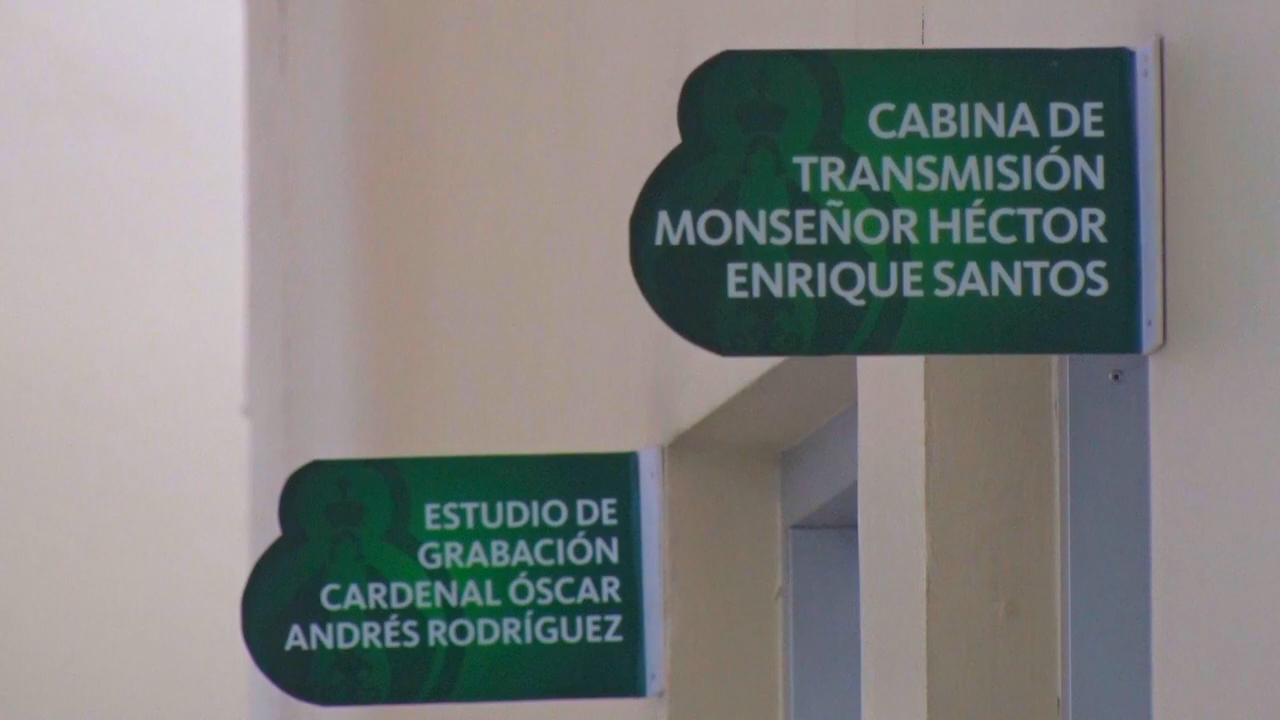 CABINA DE
TRANSMISIÓN
MONSEÑOR HÉCTOR
ENRIQUE SANTOS
ESTUDIO DE
GRABACIÓN
CARDENAL ÓSCAR
ANDRÉS RODRÍGUEZ